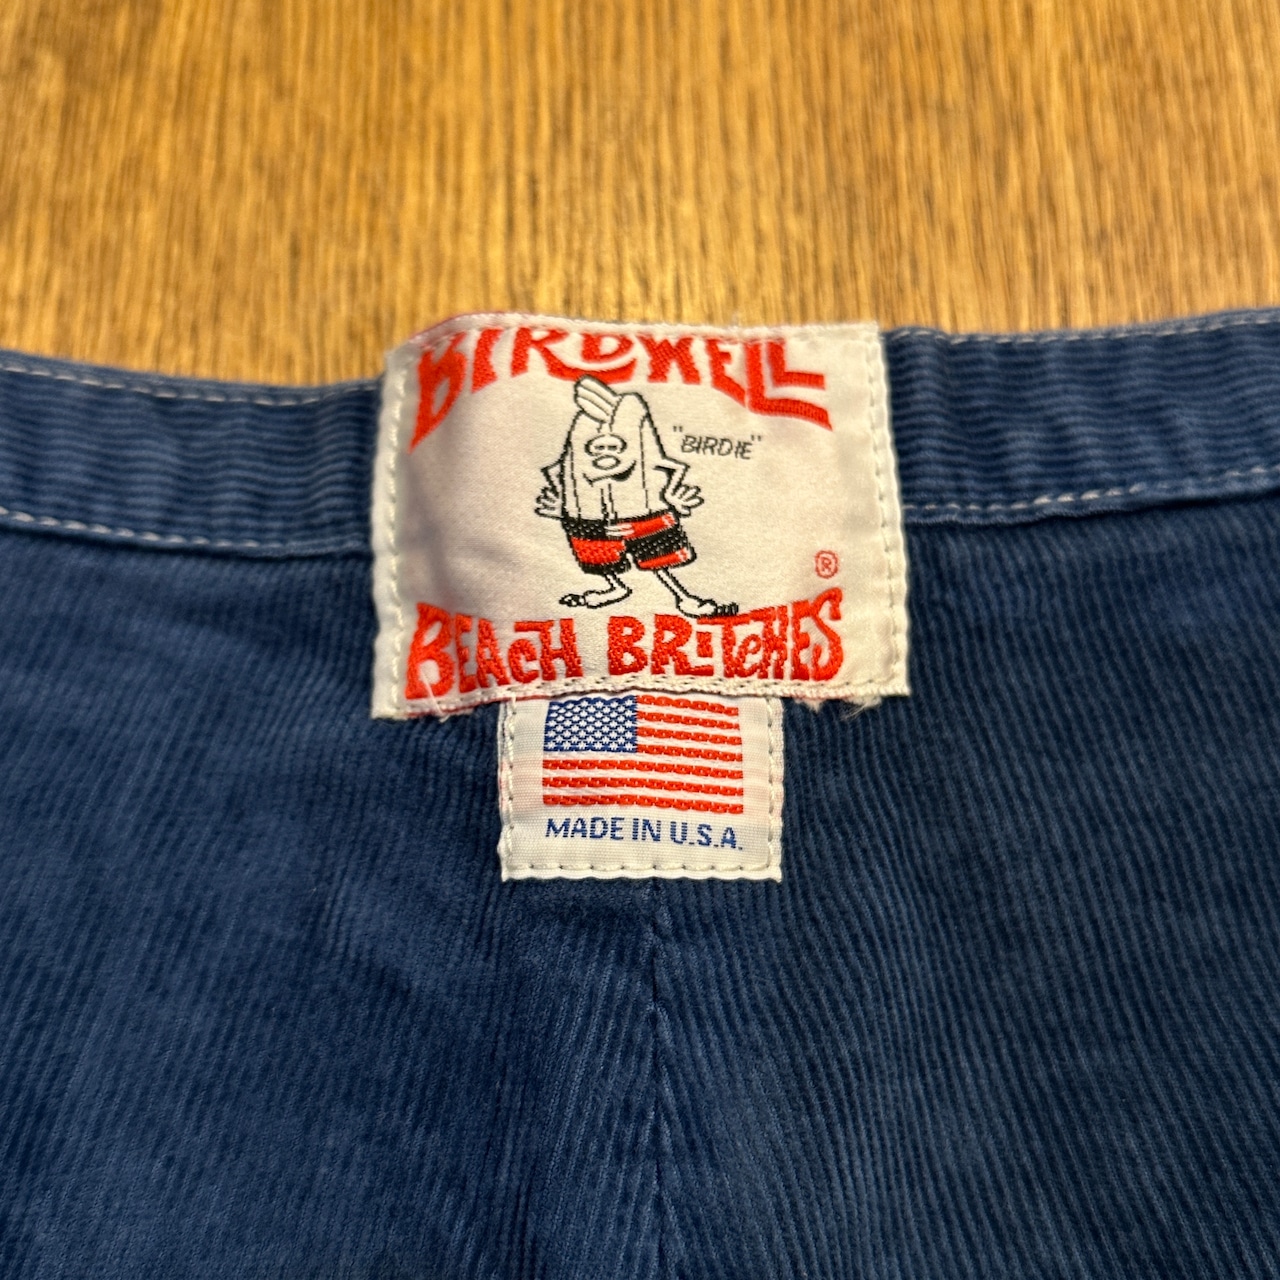 BIRDWELL
"BIRDIE"
®
BEACH BRITCHES
MADE IN U.S.A.